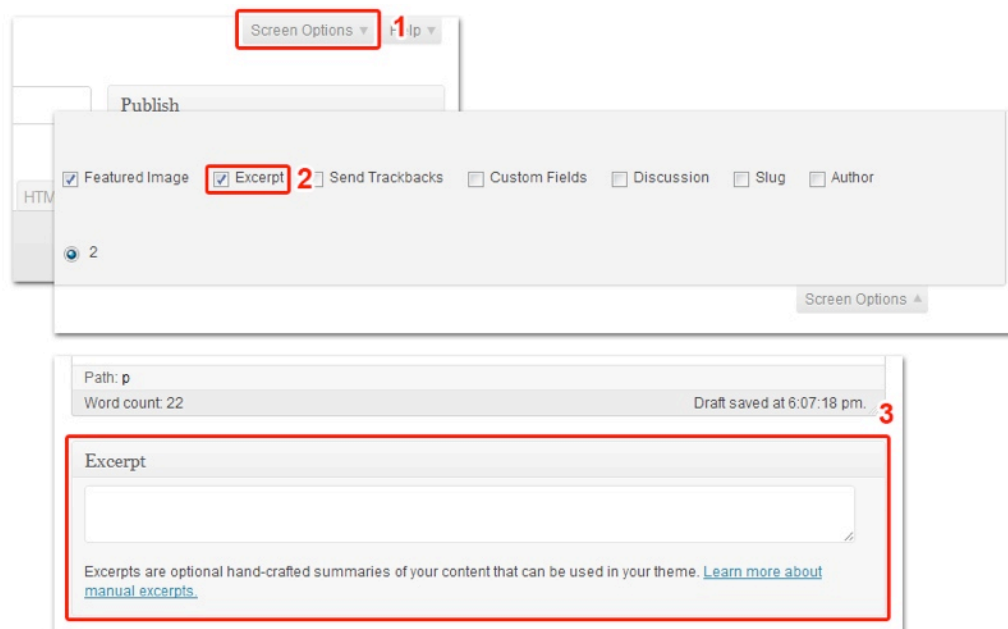 Screen Options 1 Help
Publish
Featured Image Excerpt 2 Send Trackbacks Custom Fields Discussion Slug Author
HTM
2
Screen Options
Path: p
Word count: 22 Draft saved at 6:07:18 pm. 3
Excerpt
Excerpts are optional hand-crafted summaries of your content that can be used in your theme. Learn more about
manual excerpts.